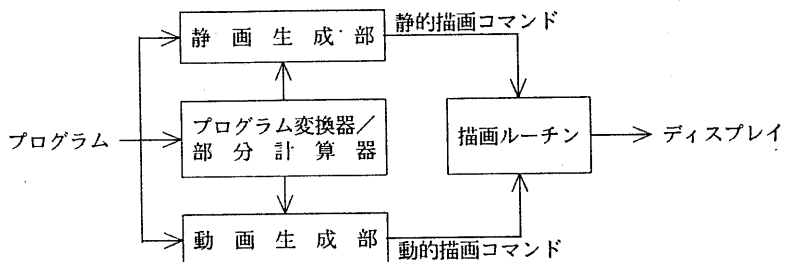 静画生成部
静的描画コマンド
プログラム
プログラム変換器/
部分計算器
描画ルーチン
ディスプレイ
動画生成部
動的描画コマンド